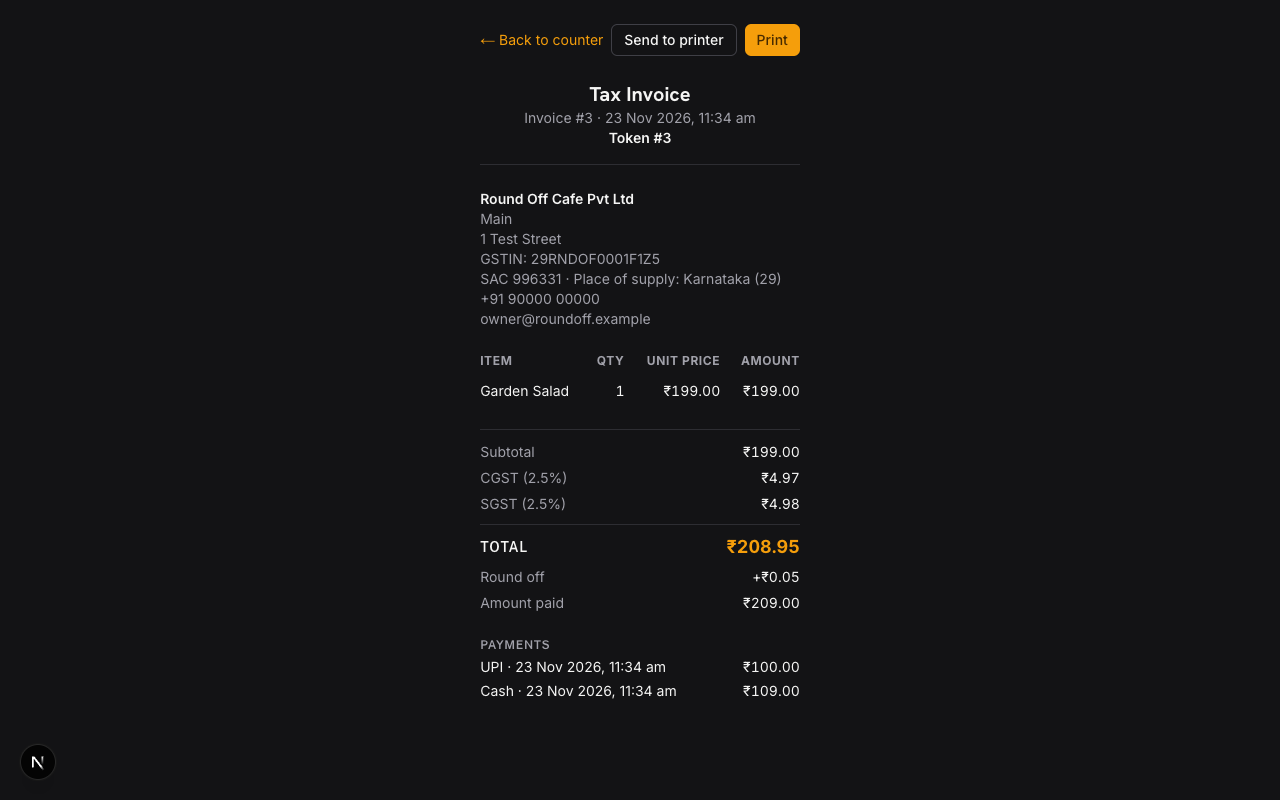 ← Back to counter
Send to printer
Print
Tax Invoice
Invoice #3 · 23 Nov 2026, 11:34 am
Token #3
Round Off Cafe Pvt Ltd
Main
1 Test Street
GSTIN: 29RNDOF0001F1Z5
SAC 996331 · Place of supply: Karnataka (29)
+91 90000 00000
owner@roundoff.example
ITEM QTY UNIT PRICE AMOUNT
Garden Salad 1 ₹199.00 ₹199.00
Subtotal ₹199.00
CGST (2.5%) ₹4.97
SGST (2.5%) ₹4.98
TOTAL ₹208.95
Round off +₹0.05
Amount paid ₹209.00
PAYMENTS
UPI · 23 Nov 2026, 11:34 am ₹100.00
Cash · 23 Nov 2026, 11:34 am ₹109.00
N